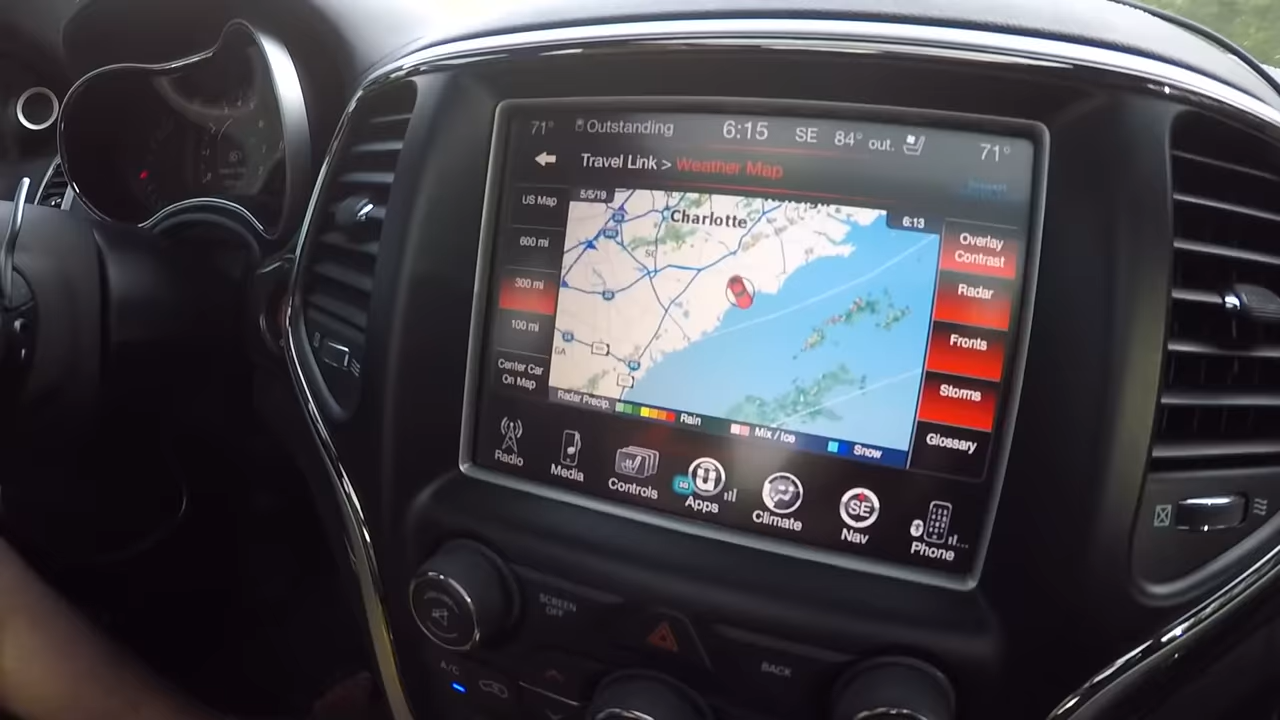 71° Outstanding 6:15 SE 84° out. 71°
Travel Link > Weather Map
US Map
600 mi
300 mi
100 mi
Center Car
On Map
5/5/19
Charlotte
SC
GA
6:13
Overlay
Contrast
Radar
Fronts
Storms
Glossary
Radar Precip.
Rain
Mix / Ice
Snow
Radio
Media
Controls
Apps
Climate
SE
Nav
Phone
SCREEN
OFF
BACK
A/C